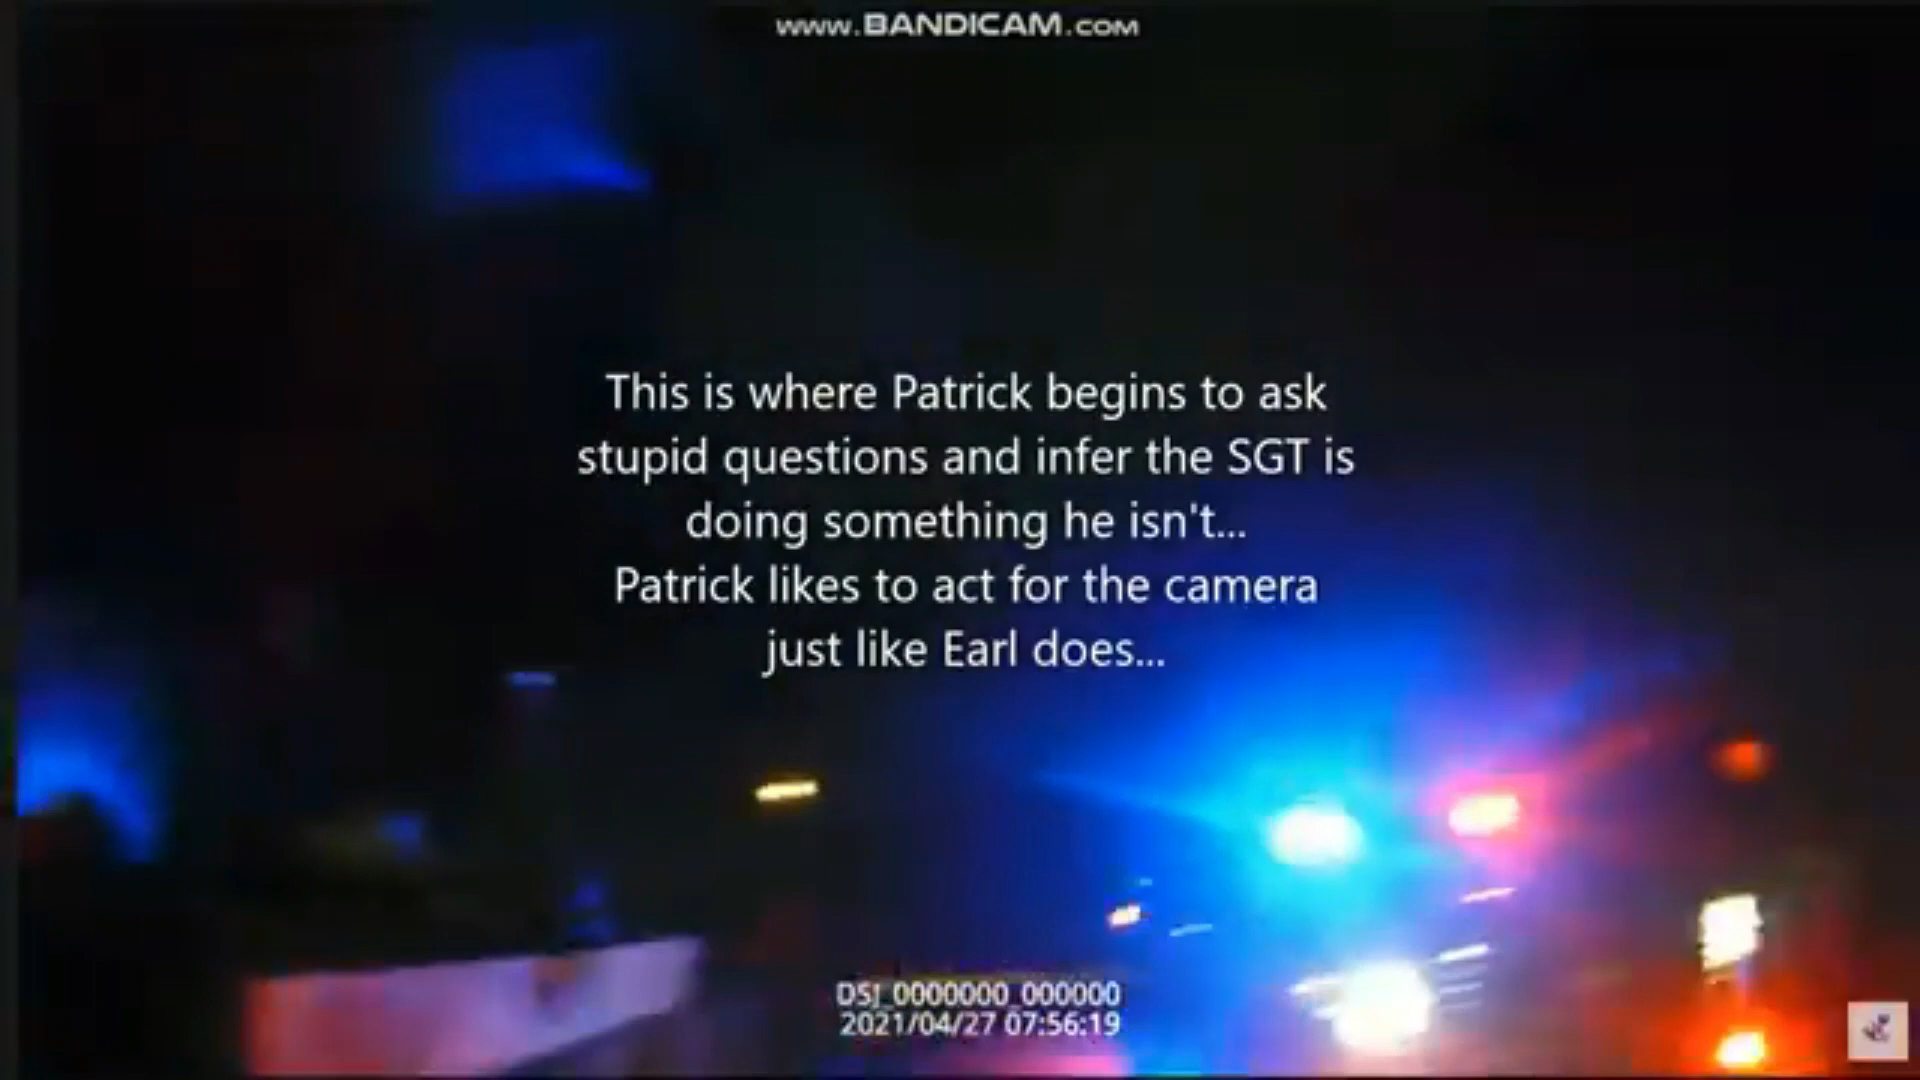 www.BANDICAM.COM
This is where Patrick begins to ask
stupid questions and infer the SGT is
doing something he isn't...
Patrick likes to act for the camera
just like Earl does...
DSJ_0000000_000000
2021/04/27 07:56:19